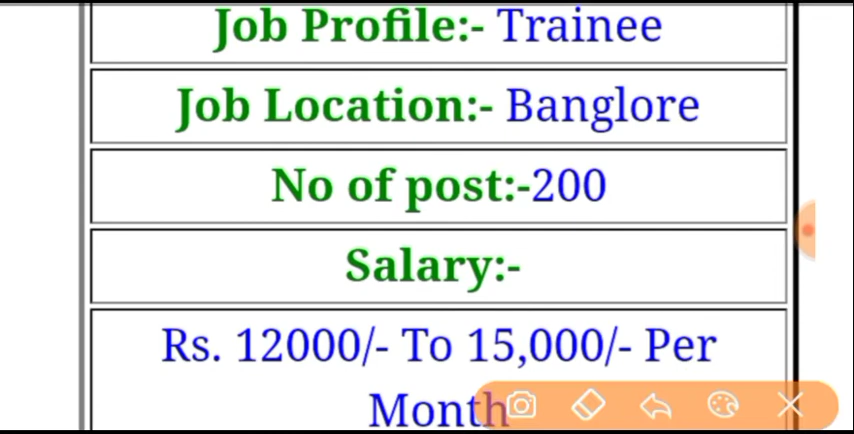 Job Profile:- Trainee
Job Location:- Banglore
No of post:-200
Salary:-
Rs. 12000/- To 15,000/- Per
Month